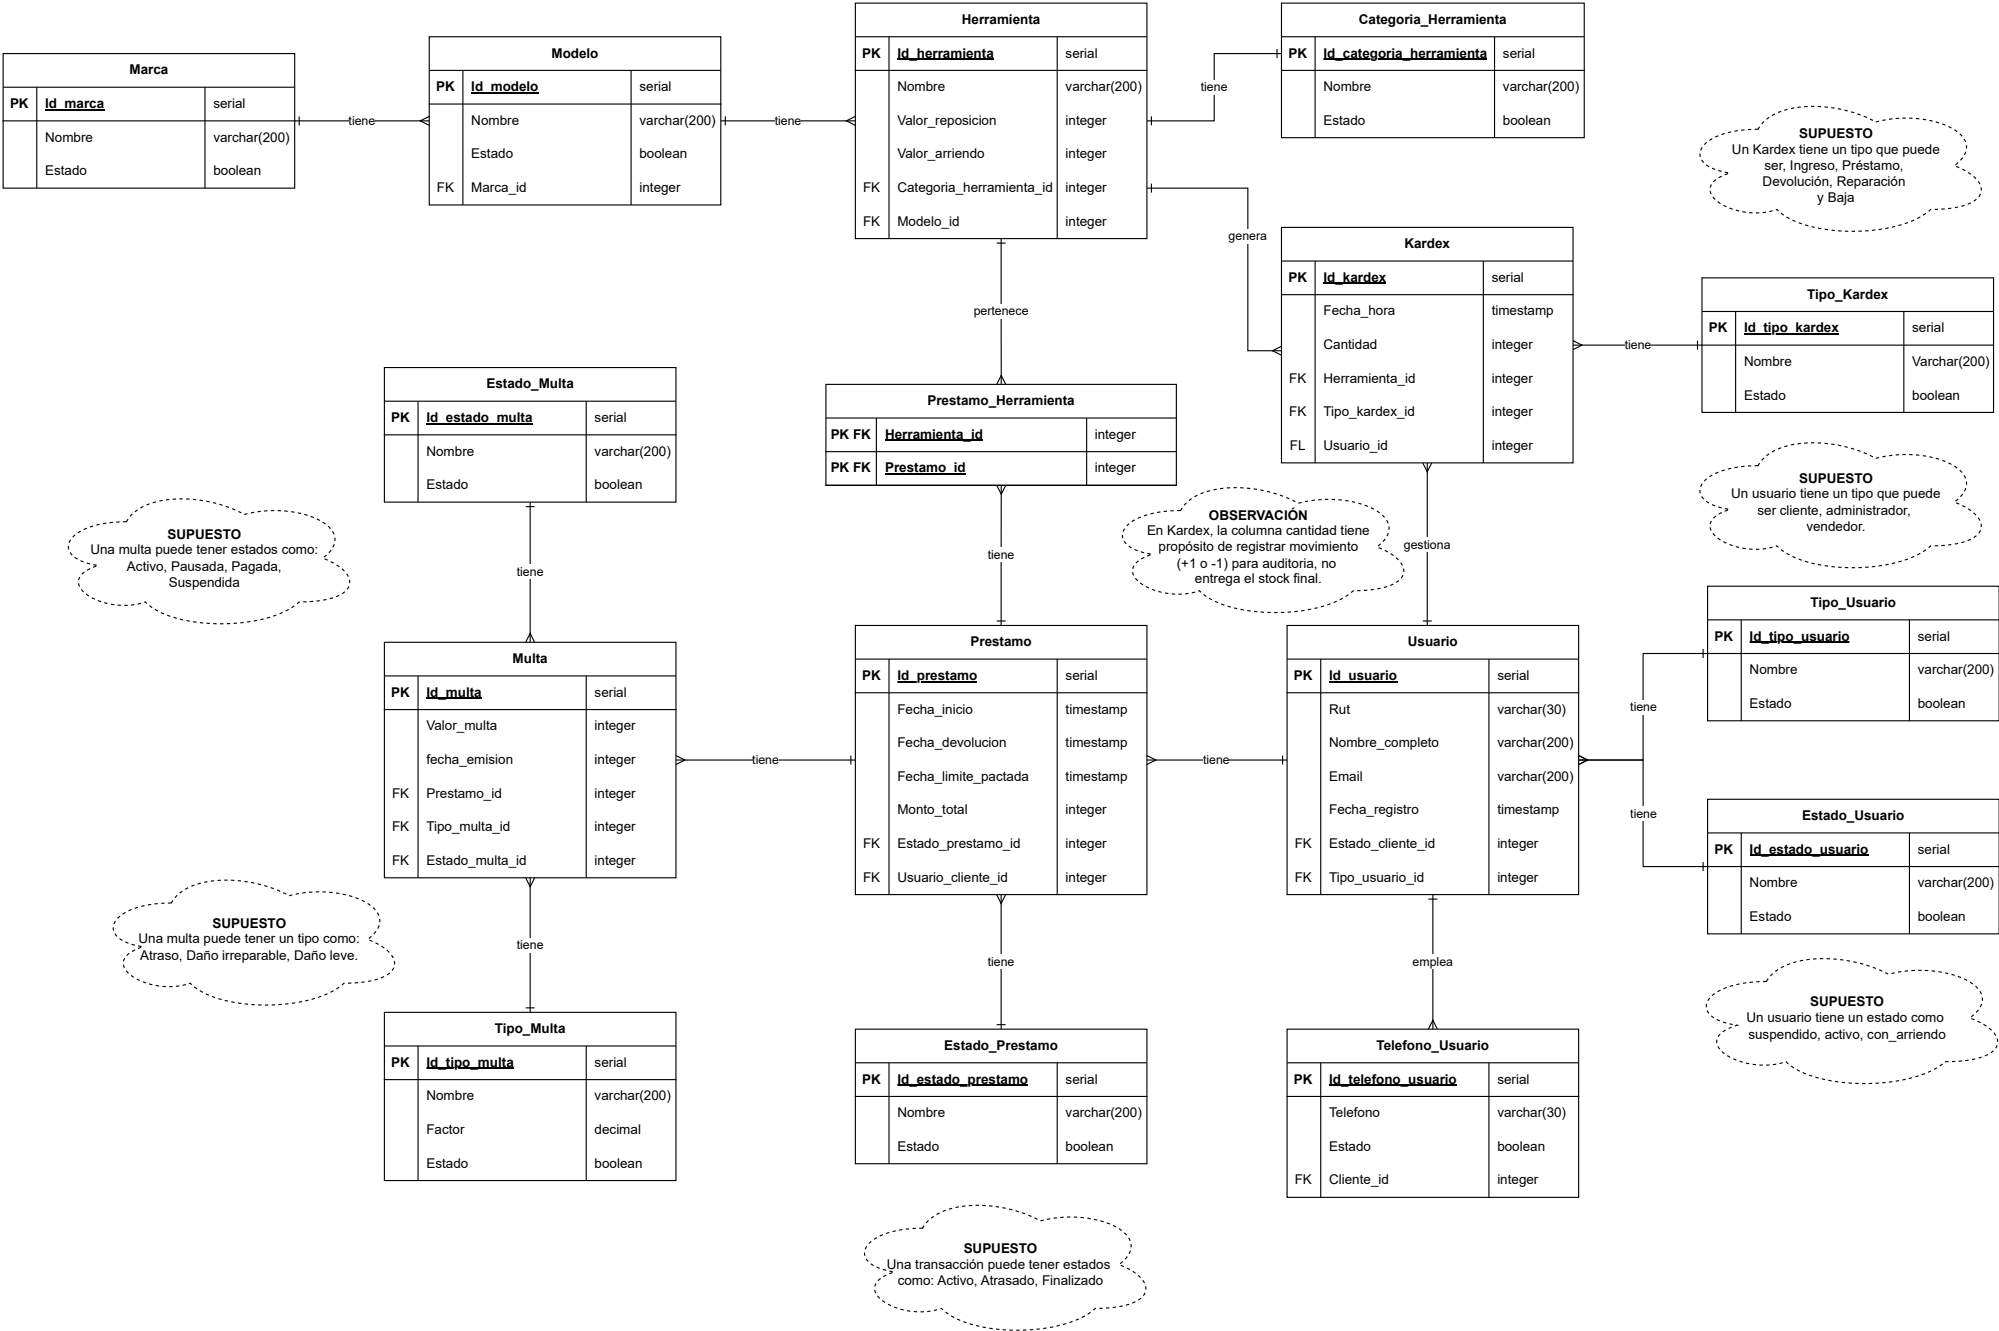 Marca
PK Id_marca serial
Nombre varchar(200)
Estado boolean
tiene
Modelo
PK Id_modelo serial
Nombre varchar(200)
Estado boolean
FK Marca_id integer
tiene
Herramienta
PK Id_herramienta serial
Nombre varchar(200)
Valor_reposicion integer
Valor_arriendo integer
FK Categoria_herramienta_id integer
FK Modelo_id integer
tiene
Categoria_Herramienta
PK Id_categoria_herramienta serial
Nombre varchar(200)
Estado boolean
SUPUESTO
Un Kardex tiene un tipo que puede
ser, Ingreso, Préstamo,
Devolución, Reparación
y Baja
genera
Kardex
PK Id_kardex serial
Fecha_hora timestamp
Cantidad integer
FK Herramienta_id integer
FK Tipo_kardex_id integer
FL Usuario_id integer
tiene
Tipo_Kardex
PK Id_tipo_kardex serial
Nombre Varchar(200)
Estado boolean
pertenece
Prestamo_Herramienta
PK FK Herramienta_id integer
PK FK Prestamo_id integer
Estado_Multa
PK Id_estado_multa serial
Nombre varchar(200)
Estado boolean
SUPUESTO
Una multa puede tener estados como:
Activo, Pausada, Pagada,
Suspendida
tiene
tiene
OBSERVACIÓN
En Kardex, la columna cantidad tiene
propósito de registrar movimiento
(+1 o -1) para auditoria, no
entrega el stock final.
gestiona
SUPUESTO
Un usuario tiene un tipo que puede
ser cliente, administrador,
vendedor.
Multa
PK Id_multa serial
Valor_multa integer
fecha_emision integer
FK Prestamo_id integer
FK Tipo_multa_id integer
FK Estado_multa_id integer
tiene
Prestamo
PK Id_prestamo serial
Fecha_inicio timestamp
Fecha_devolucion timestamp
Fecha_limite_pactada timestamp
Monto_total integer
FK Estado_prestamo_id integer
FK Usuario_cliente_id integer
tiene
Usuario
PK Id_usuario serial
Rut varchar(30)
Nombre_completo varchar(200)
Email varchar(200)
Fecha_registro timestamp
FK Estado_cliente_id integer
FK Tipo_usuario_id integer
tiene
Tipo_Usuario
PK Id_tipo_usuario serial
Nombre varchar(200)
Estado boolean
tiene
Estado_Usuario
PK Id_estado_usuario serial
Nombre varchar(200)
Estado boolean
SUPUESTO
Una multa puede tener un tipo como:
Atraso, Daño irreparable, Daño leve.
tiene
tiene
emplea
SUPUESTO
Un usuario tiene un estado como
suspendido, activo, con_arriendo
Tipo_Multa
PK Id_tipo_multa serial
Nombre varchar(200)
Factor decimal
Estado boolean
Estado_Prestamo
PK Id_estado_prestamo serial
Nombre varchar(200)
Estado boolean
Telefono_Usuario
PK Id_telefono_usuario serial
Telefono varchar(30)
Estado boolean
FK Cliente_id integer
SUPUESTO
Una transacción puede tener estados
como: Activo, Atrasado, Finalizado